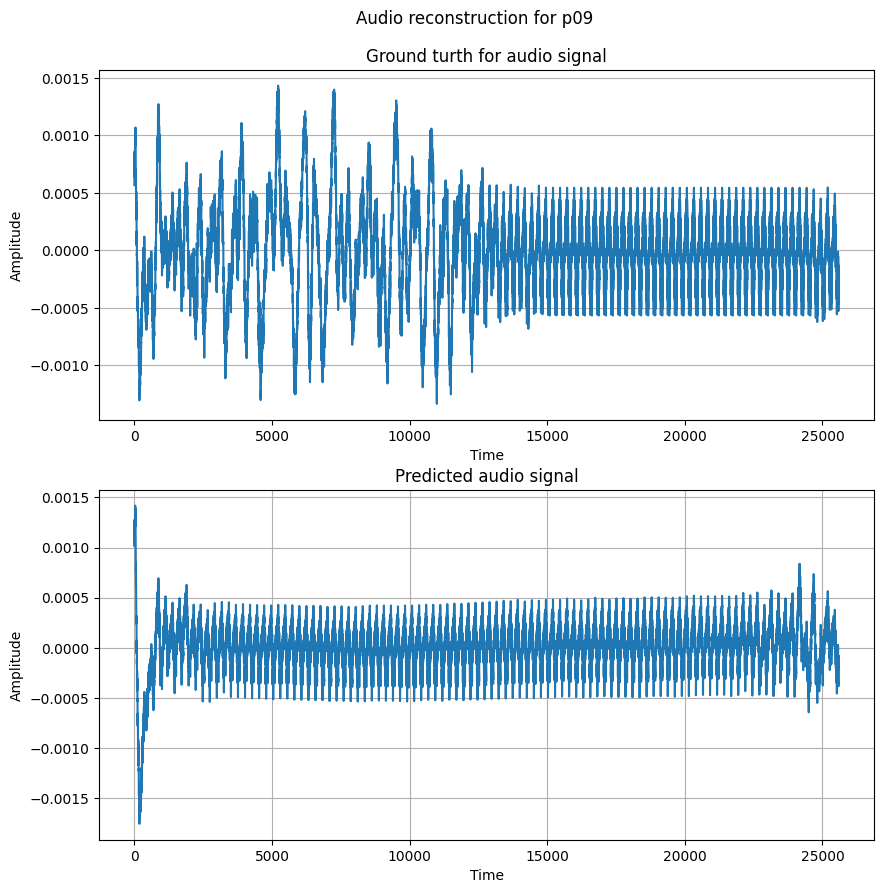 Audio reconstruction for p09
Ground turth for audio signal
0.0015
0.0010
0.0005
0.0000
−0.0005
−0.0010
Amplitude
0 5000 10000 15000 20000 25000
Time
Predicted audio signal
0.0015
0.0010
0.0005
0.0000
−0.0005
−0.0010
−0.0015
Amplitude
0 5000 10000 15000 20000 25000
Time